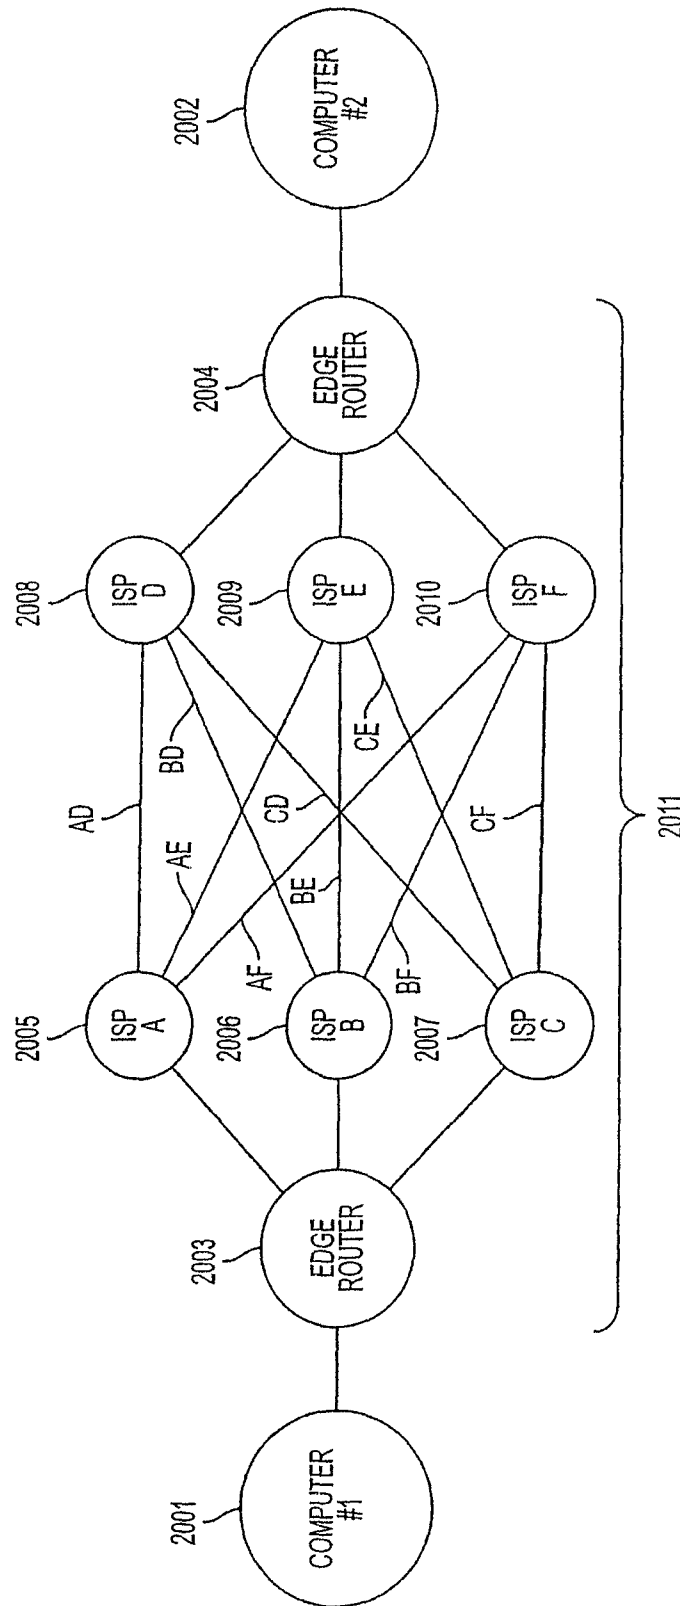 2001
COMPUTER
#1
2003
EDGE
ROUTER
2005
ISP
A
2006
ISP
B
2007
ISP
C
AD
AE
BD
AF
CD
BE
CE
BF
CF
2008
ISP
D
2009
ISP
E
2010
ISP
F
2004
EDGE
ROUTER
2002
COMPUTER
#2
2011